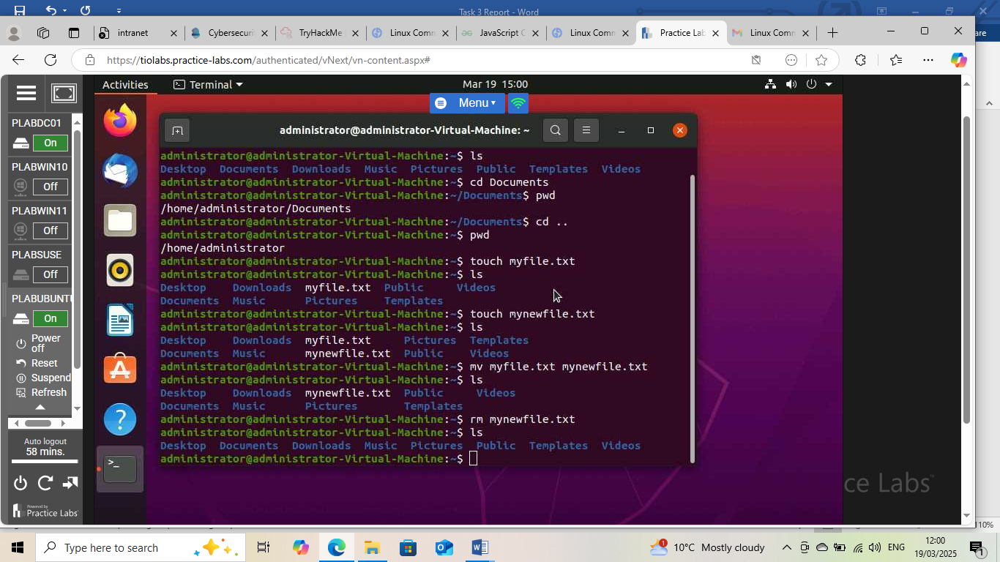 Task 3 Report - Word
intranet
Cybersecuri
TryHackMe
Linux Comm
JavaScript C
Linux Comm
Practice Lab
Linux Comm
are
https://tiolabs.practice-labs.com/authenticated/vNext/vn-content.aspx#
Activities
Terminal
Mar 19 15:00
Menu
PLABDC01
On
PLABWIN10
Off
PLABWIN11
Off
PLABSUSE
Off
PLABUBUNTU
On
Power off
Reset
Suspend
Refresh
Auto logout
58 mins.
Powered by
Practice Labs
administrator@administrator-Virtual-Machine: ~
administrator@administrator-Virtual-Machine:~$ ls
Desktop Documents Downloads Music Pictures Public Templates Videos
administrator@administrator-Virtual-Machine:~$ cd Documents
administrator@administrator-Virtual-Machine:~/Documents$ pwd
/home/administrator/Documents
administrator@administrator-Virtual-Machine:~/Documents$ cd ..
administrator@administrator-Virtual-Machine:~$ pwd
/home/administrator
administrator@administrator-Virtual-Machine:~$ touch myfile.txt
administrator@administrator-Virtual-Machine:~$ ls
Desktop Downloads myfile.txt Public Videos
Documents Music Pictures Templates
administrator@administrator-Virtual-Machine:~$ touch mynewfile.txt
administrator@administrator-Virtual-Machine:~$ ls
Desktop Downloads myfile.txt Pictures Templates
Documents Music mynewfile.txt Public Videos
administrator@administrator-Virtual-Machine:~$ mv myfile.txt mynewfile.txt
administrator@administrator-Virtual-Machine:~$ ls
Desktop Downloads mynewfile.txt Public Videos
Documents Music Pictures Templates
administrator@administrator-Virtual-Machine:~$ rm mynewfile.txt
administrator@administrator-Virtual-Machine:~$ ls
Desktop Documents Downloads Music Pictures Public Templates Videos
administrator@administrator-Virtual-Machine:~$
ce Labs™
110%
Type here to search
1
10°C Mostly cloudy
ENG
12:00
19/03/2025
1